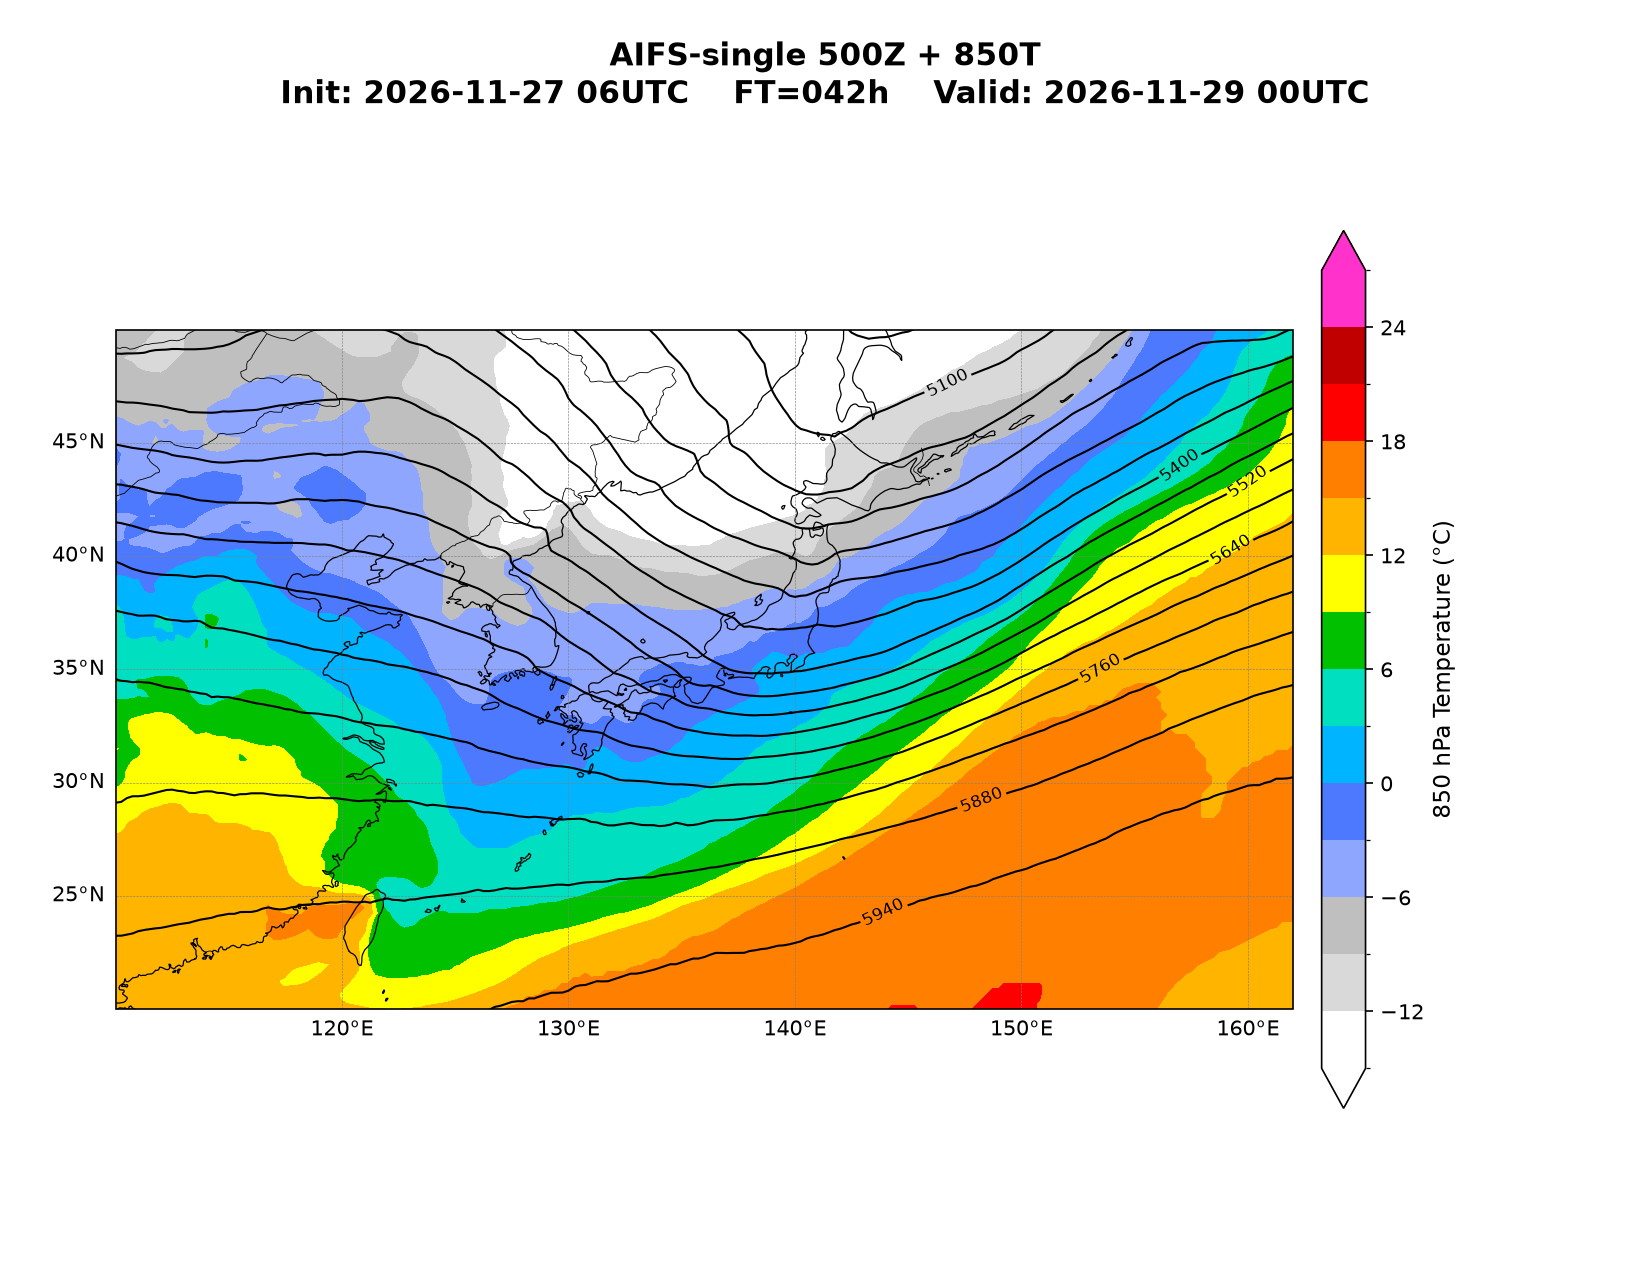 AIFS-single 500Z + 850T
Init: 2026-11-27 06UTC    FT=042h    Valid: 2026-11-29 00UTC
5100
5400
5520
5640
5760
5880
5940
45°N
40°N
35°N
30°N
25°N
120°E
130°E
140°E
150°E
160°E
24
18
12
6
0
−6
−12
850 hPa Temperature (°C)